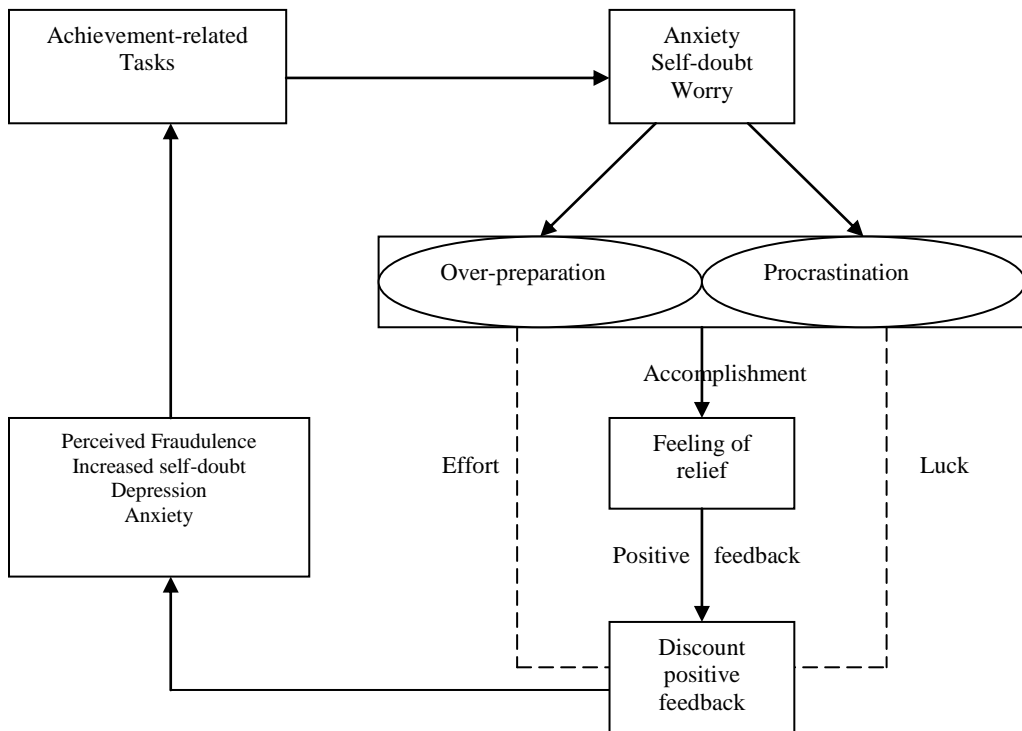 Achievement-related
Tasks
Anxiety
Self-doubt
Worry
Over-preparation
Procrastination
Accomplishment
Perceived Fraudulence
Increased self-doubt
Depression
Anxiety
Effort
Feeling of
relief
Luck
Positive feedback
Discount
positive
feedback